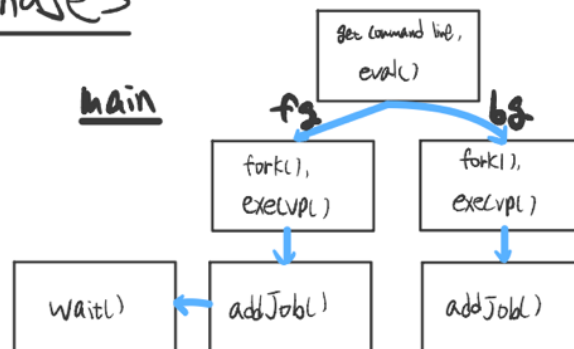 main
get command line,
eval()
fg
bg
fork(),
execvp()
fork(),
execvp()
wait()
addJob()
addJob()